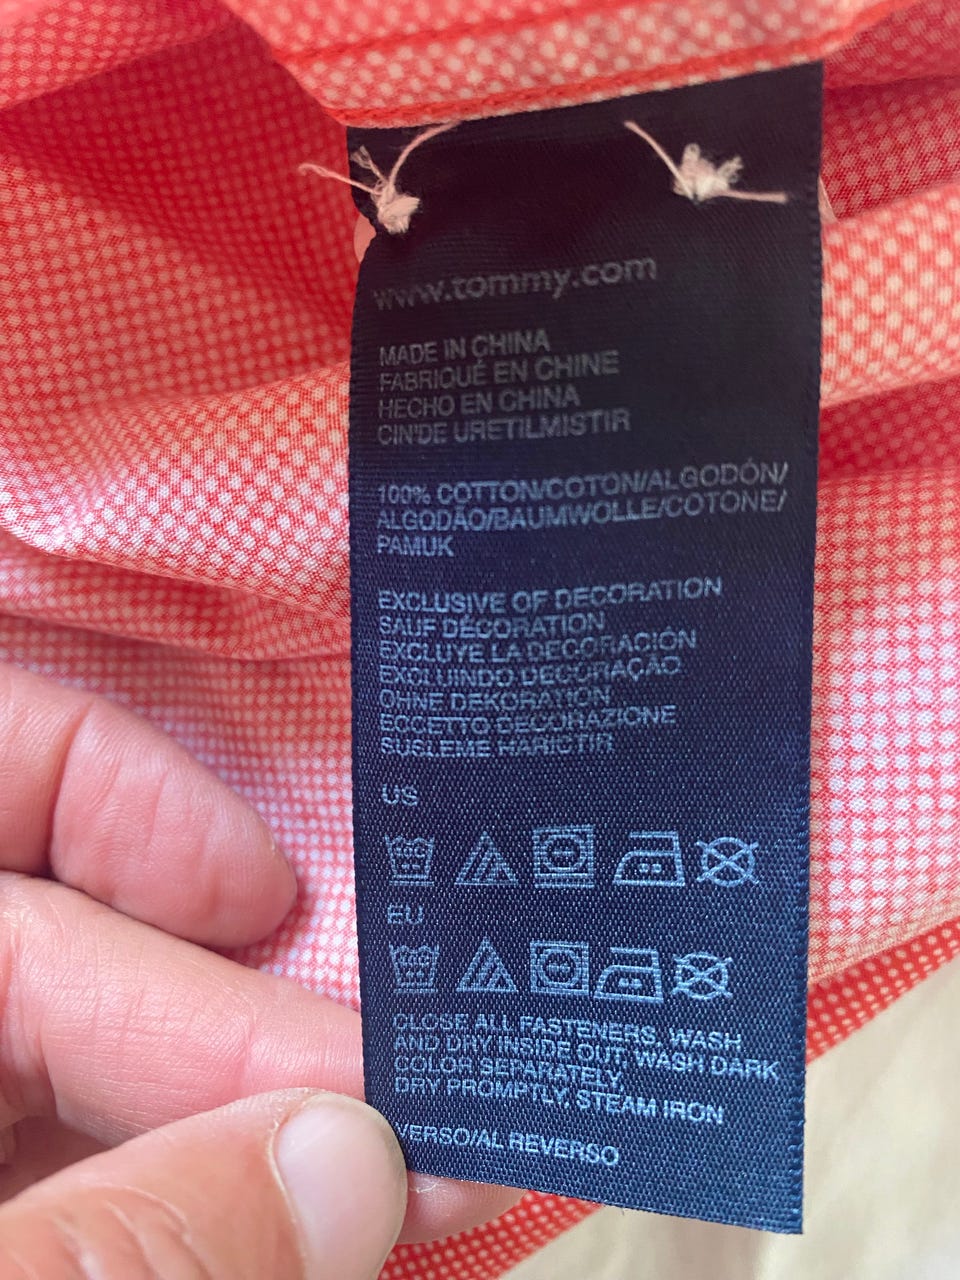 www.tommy.com
MADE IN CHINA
FABRIQUÉ EN CHINE
HECHO EN CHINA
CIN'DE URETILMISTIR
100% COTTON/COTON/ALGODÓN/
ALGODÃO/BAUMWOLLE/COTONE/
PAMUK
EXCLUSIVE OF DECORATION
SAUF DÉCORATION
EXCLUYE LA DECORACIÓN
EXCLUINDO DECORAÇÃO
OHNE DEKORATION
ECCETTO DECORAZIONE
SUSLEME HARICTIR
US
EU
CLOSE ALL FASTENERS, WASH
AND DRY INSIDE OUT, WASH DARK
COLOR SEPARATELY,
DRY PROMPTLY, STEAM IRON
VERSO/AL REVERSO